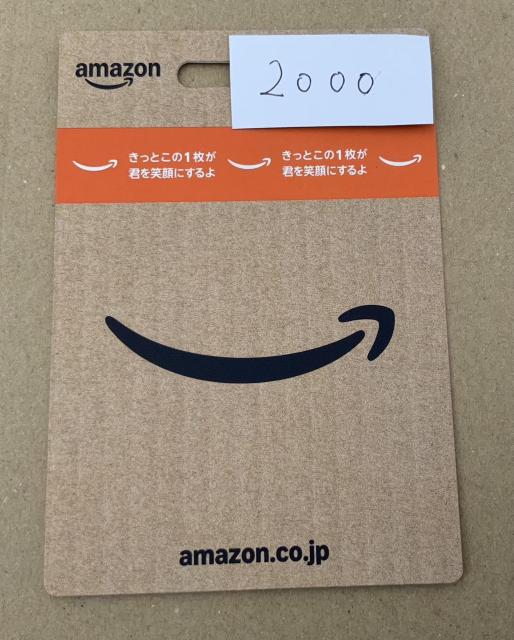 amazon
2000
きっとこの1枚が
君を笑顔にするよ
きっとこの1枚が
君を笑顔にするよ
amazon.co.jp